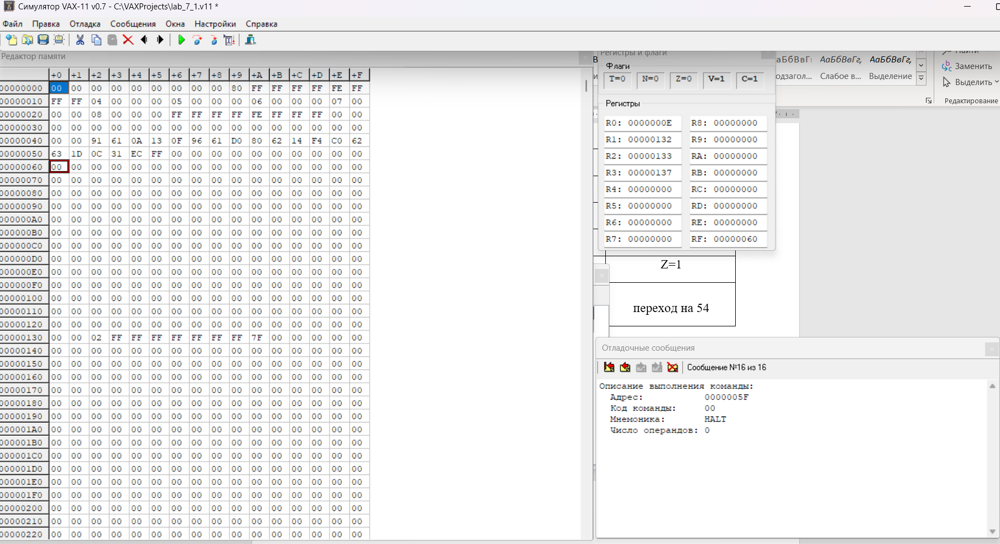 Симулятор VAX-11 v0.7 - C:\VAXProjects\lab_7_1.v11 *
Файл Правка Отладка Сообщения Окна Настройки Справка
Редактор памяти
+0 +1 +2 +3 +4 +5 +6 +7 +8 +9 +A +B +C +D +E +F
00000000 00 00 00 00 00 00 00 00 00 80 FF FF FF FF FE FF
00000010 FF FF 04 00 00 00 05 00 00 00 06 00 00 00 07 00
00000020 00 00 08 00 00 00 FF FF FF FF FE FF FF FF 00 00
00000030 00 00 00 00 00 00 00 00 00 00 00 00 00 00 00 00
00000040 00 00 91 61 0A 13 0F 96 61 D0 80 62 14 F4 C0 62
00000050 63 1D 0C 31 EC FF 00 00 00 00 00 00 00 00 00 00
00000060 00 00 00 00 00 00 00 00 00 00 00 00 00 00 00 00
00000070 00 00 00 00 00 00 00 00 00 00 00 00 00 00 00 00
00000080 00 00 00 00 00 00 00 00 00 00 00 00 00 00 00 00
00000090 00 00 00 00 00 00 00 00 00 00 00 00 00 00 00 00
000000A0 00 00 00 00 00 00 00 00 00 00 00 00 00 00 00 00
000000B0 00 00 00 00 00 00 00 00 00 00 00 00 00 00 00 00
000000C0 00 00 00 00 00 00 00 00 00 00 00 00 00 00 00 00
000000D0 00 00 00 00 00 00 00 00 00 00 00 00 00 00 00 00
000000E0 00 00 00 00 00 00 00 00 00 00 00 00 00 00 00 00
000000F0 00 00 00 00 00 00 00 00 00 00 00 00 00 00 00 00
00000100 00 00 00 00 00 00 00 00 00 00 00 00 00 00 00 00
00000110 00 00 00 00 00 00 00 00 00 00 00 00 00 00 00 00
00000120 00 00 00 00 00 00 00 00 00 00 00 00 00 00 00 00
00000130 00 00 02 FF FF FF FF FF FF FF 7F 00 00 00 00 00
00000140 00 00 00 00 00 00 00 00 00 00 00 00 00 00 00 00
00000150 00 00 00 00 00 00 00 00 00 00 00 00 00 00 00 00
00000160 00 00 00 00 00 00 00 00 00 00 00 00 00 00 00 00
00000170 00 00 00 00 00 00 00 00 00 00 00 00 00 00 00 00
00000180 00 00 00 00 00 00 00 00 00 00 00 00 00 00 00 00
00000190 00 00 00 00 00 00 00 00 00 00 00 00 00 00 00 00
000001A0 00 00 00 00 00 00 00 00 00 00 00 00 00 00 00 00
000001B0 00 00 00 00 00 00 00 00 00 00 00 00 00 00 00 00
000001C0 00 00 00 00 00 00 00 00 00 00 00 00 00 00 00 00
000001D0 00 00 00 00 00 00 00 00 00 00 00 00 00 00 00 00
000001E0 00 00 00 00 00 00 00 00 00 00 00 00 00 00 00 00
000001F0 00 00 00 00 00 00 00 00 00 00 00 00 00 00 00 00
00000200 00 00 00 00 00 00 00 00 00 00 00 00 00 00 00 00
00000210 00 00 00 00 00 00 00 00 00 00 00 00 00 00 00 00
00000220 00 00 00 00 00 00 00 00 00 00 00 00 00 00 00 00
Регистры и флаги
Флаги
T=0 N=0 Z=0 V=1 C=1
Регистры
R0: 0000000E R8: 00000000
R1: 00000132 R9: 00000000
R2: 00000133 RA: 00000000
R3: 00000137 RB: 00000000
R4: 00000000 RC: 00000000
R5: 00000000 RD: 00000000
R6: 00000000 RE: 00000000
R7: 00000000 RF: 00000060
АаБбВвГг, АаБбВвГг,
Слабое в... Выделение
Заменить
Выделить
Редактирование
Z=1
переход на 54
Отладочные сообщения
Сообщение №16 из 16
Описание выполнения команды:
Адрес: 0000005F
Код команды: 00
Мнемоника: HALT
Число операндов: 0